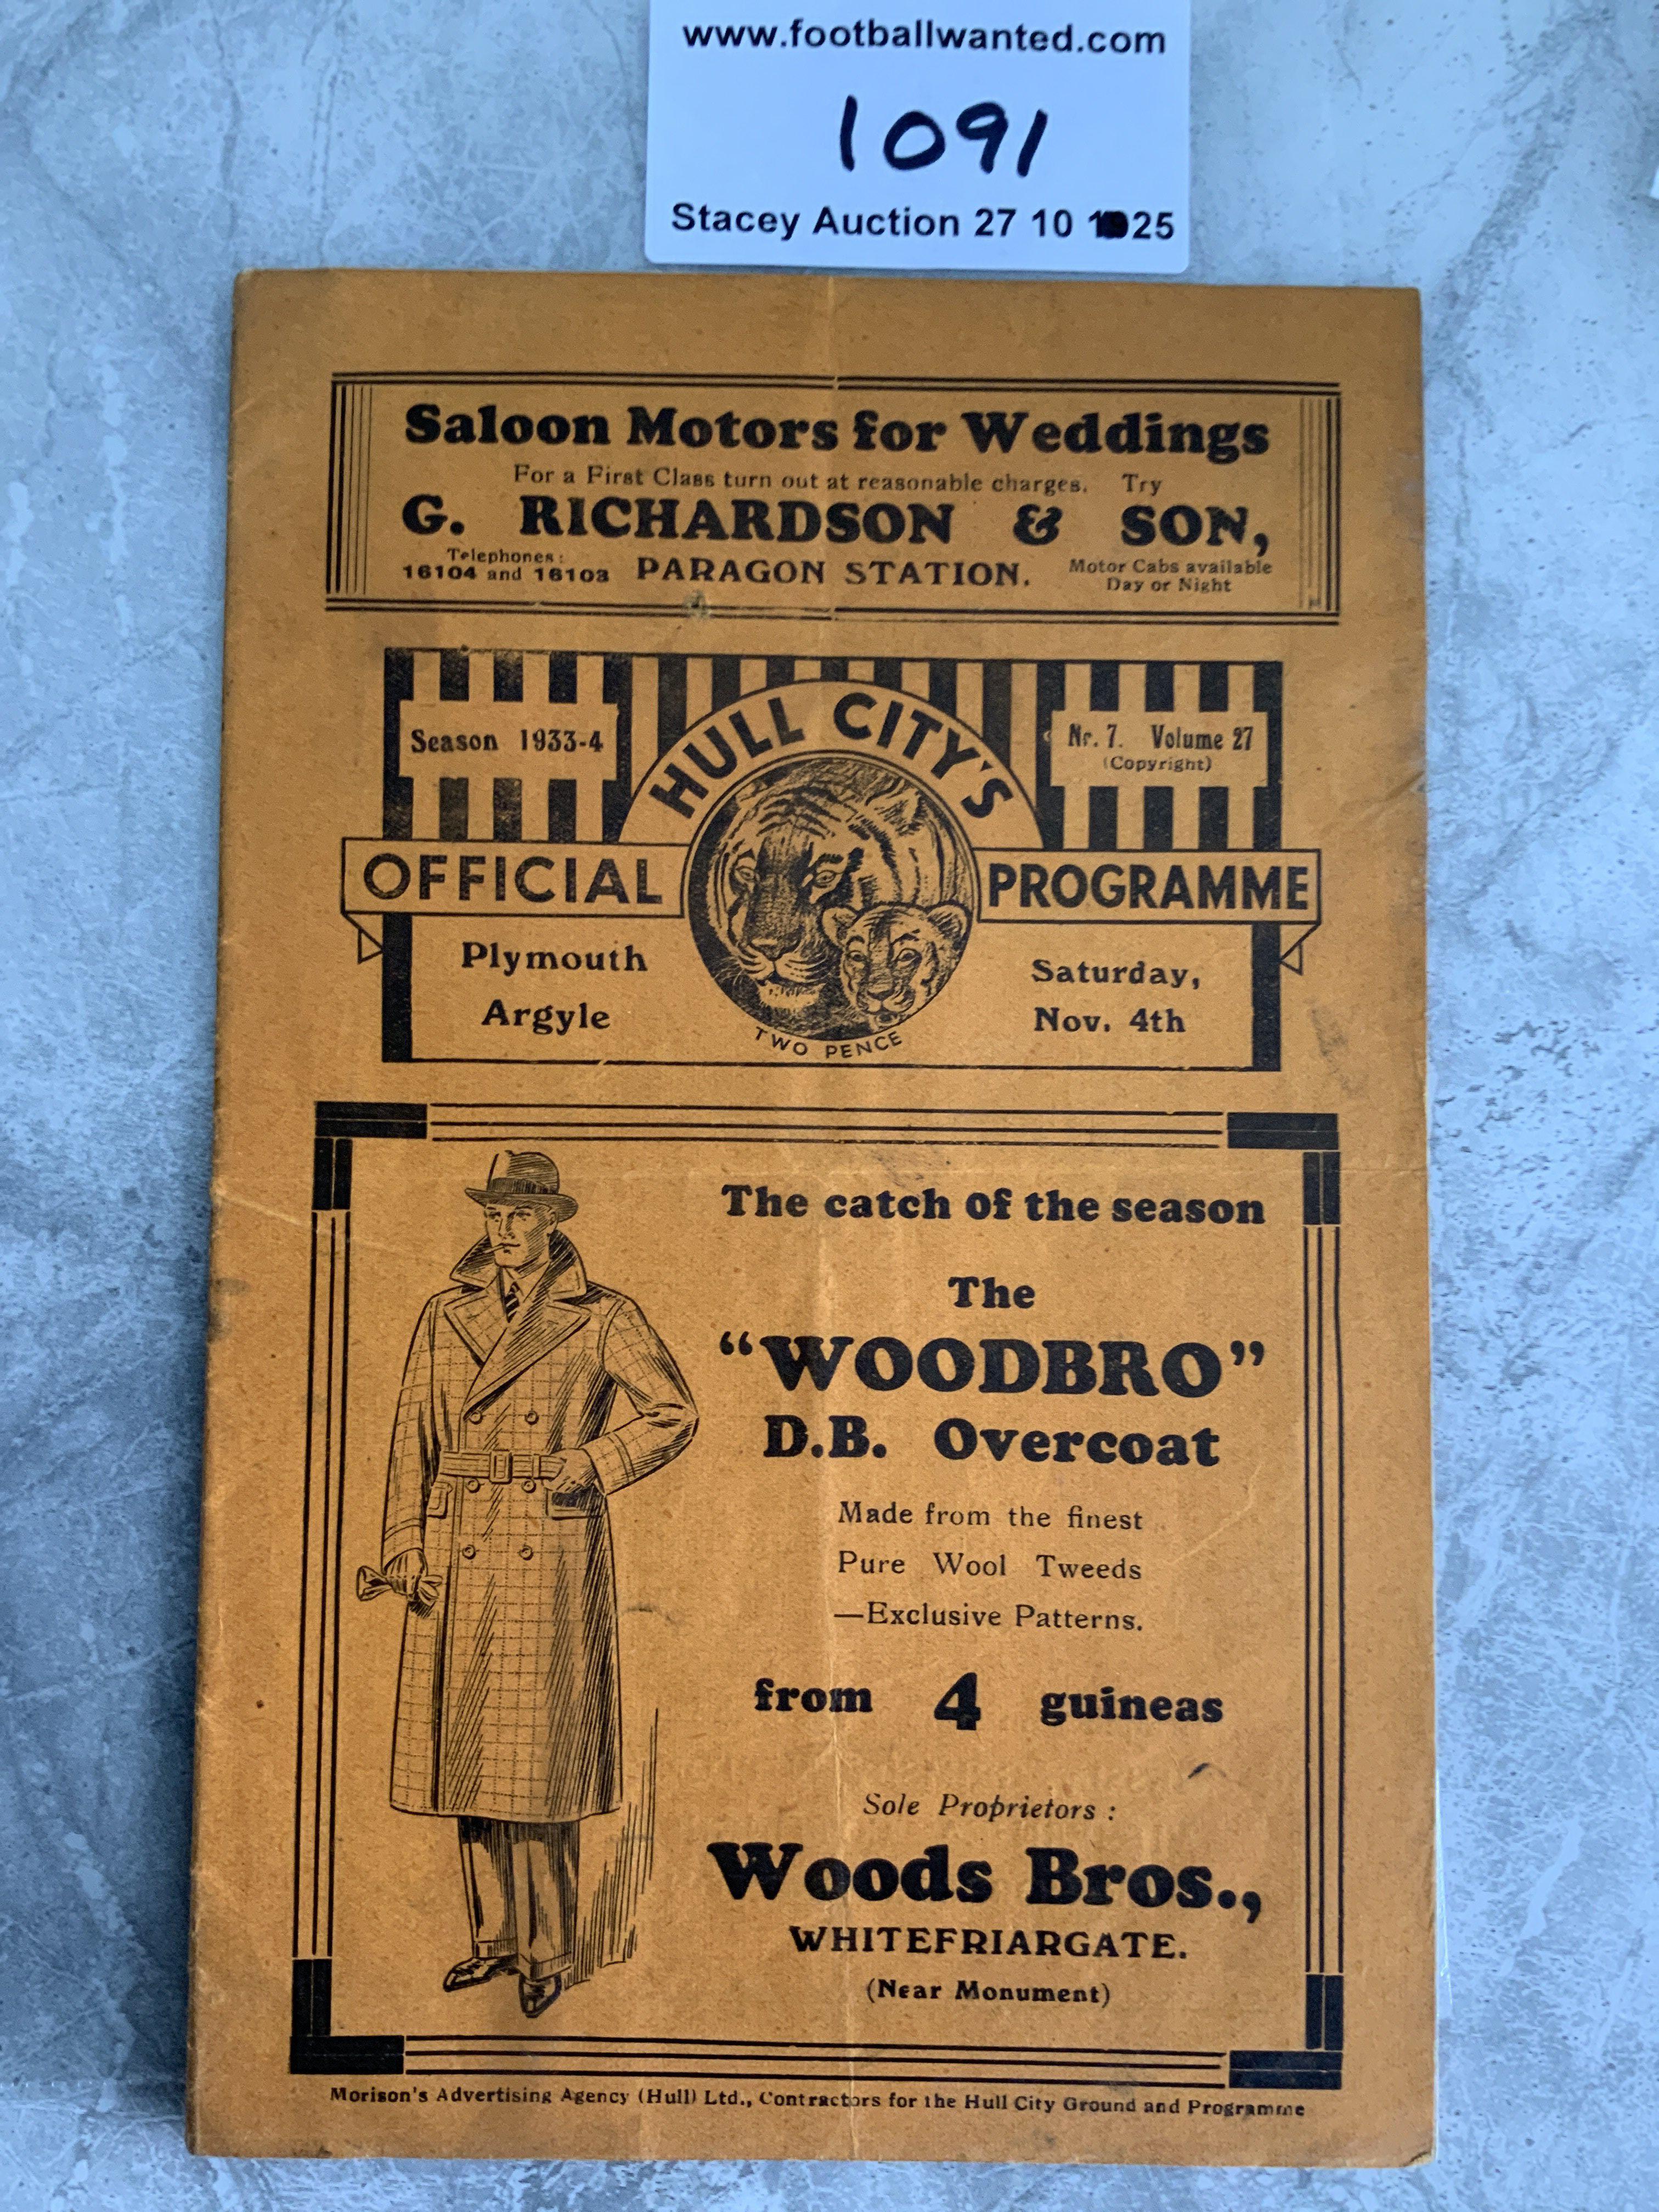 www.footballwanted.com
1091
Stacey Auction 27 10 25
Saloon Motors for Weddings
For a First Class turn out at reasonable charges. Try
G. RICHARDSON & SON,
Telephones:
16104 and 16103 PARAGON STATION.
Motor Cabs available
Day or Night
HULL CITY'S
Season 1933-4
Nr. 7. Volume 27
(Copyright)
OFFICIAL PROGRAMME
Plymouth
Argyle
Saturday,
Nov. 4th
TWO PENCE
The catch of the season
The
“WOODBRO”
D.B. Overcoat
Made from the finest
Pure Wool Tweeds
—Exclusive Patterns.
from 4 guineas
Sole Proprietors :
Woods Bros.,
WHITEFRIARGATE.
(Near Monument)
Morison's Advertising Agency (Hull) Ltd., Contractors for the Hull City Ground and Programme